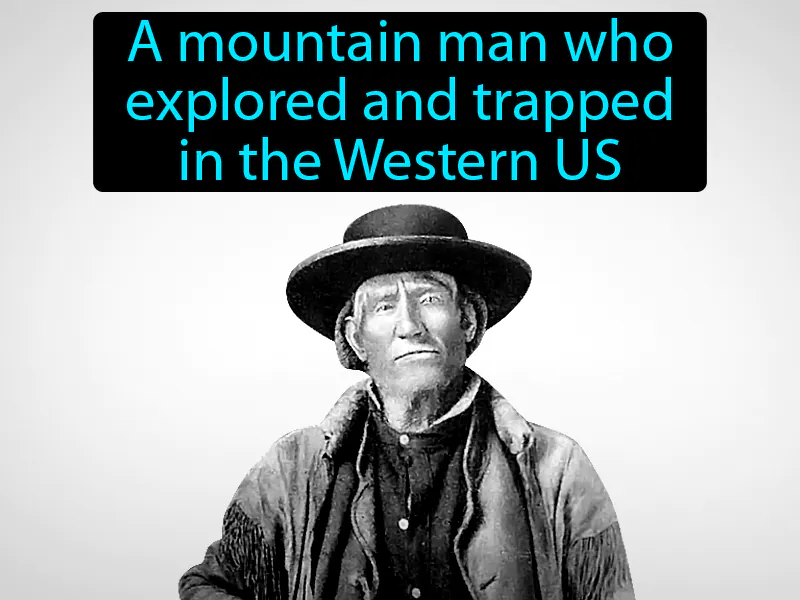 A mountain man who
explored and trapped
in the Western US